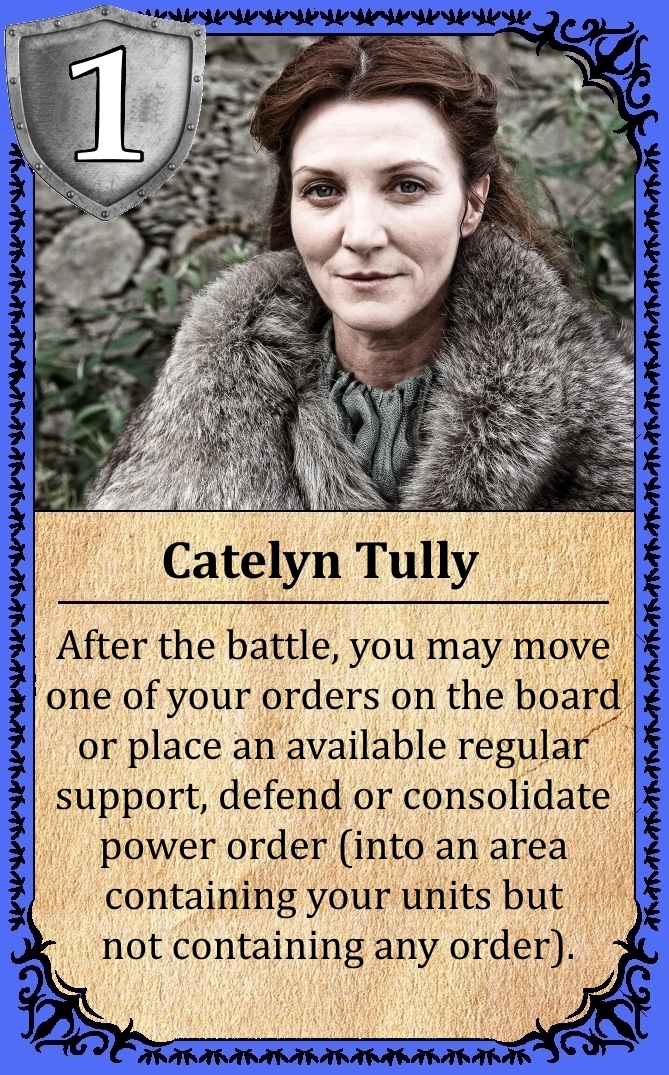 1
Catelyn Tully
After the battle, you may move
one of your orders on the board
or place an available regular
support, defend or consolidate
power order (into an area
containing your units but
not containing any order).